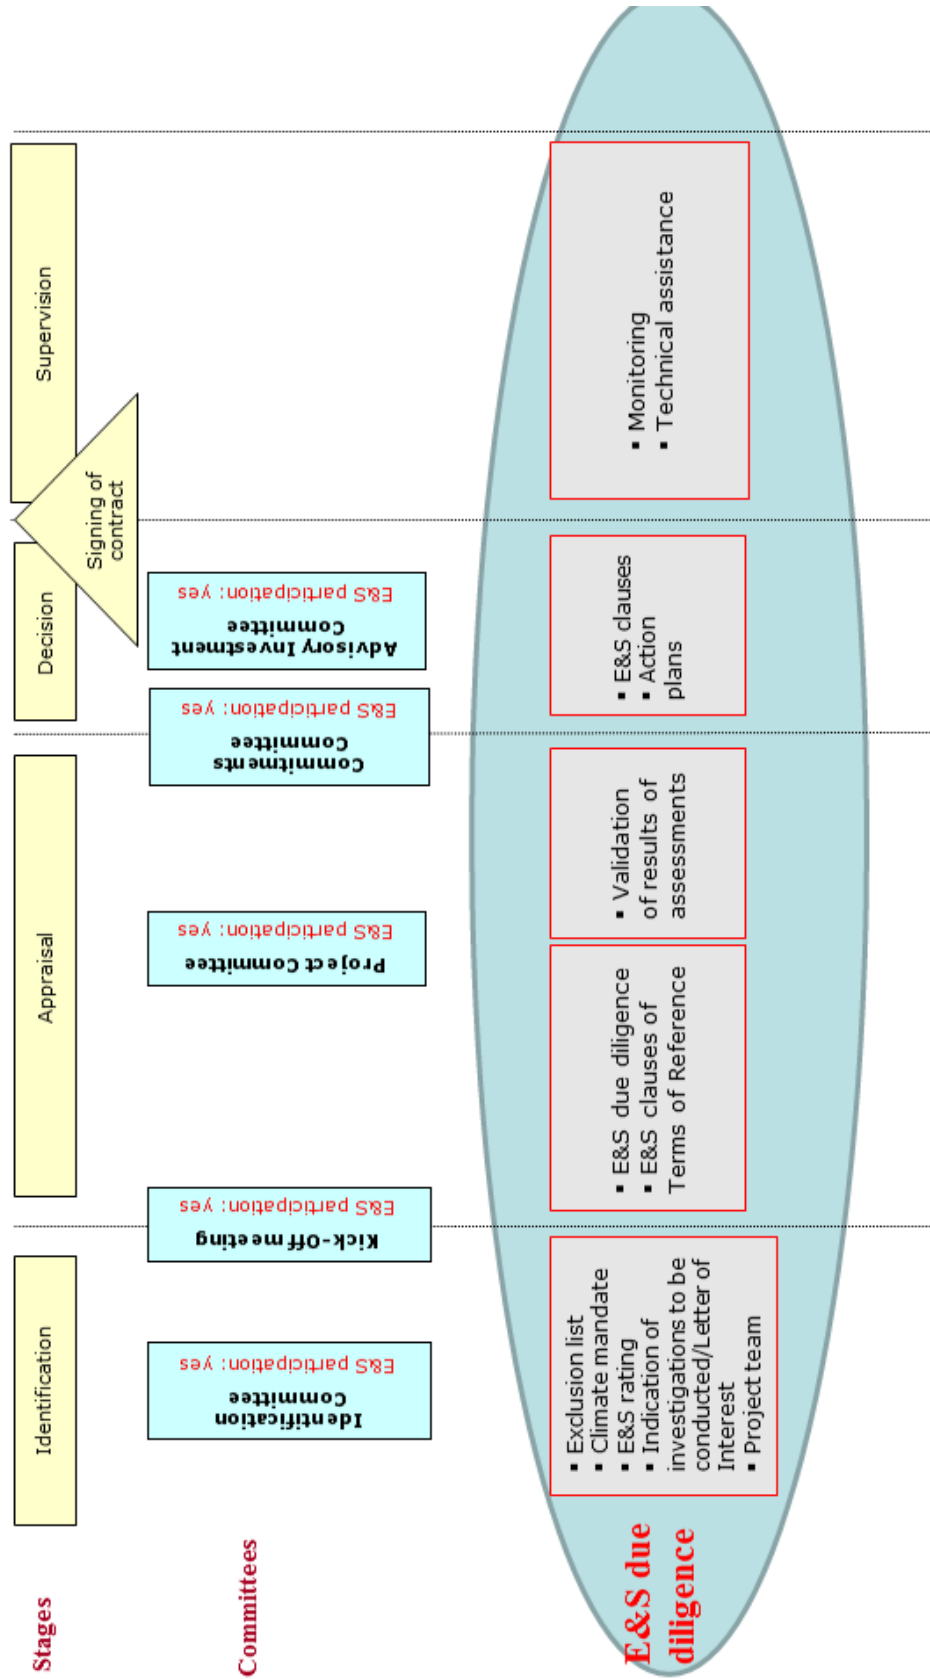 Stages
Identification
Appraisal
Decision
Supervision
Signing of
contract
Committees
Identification
Committee
E&S participation: yes
Kick-Off meeting
E&S participation: yes
Project Committee
E&S participation: yes
Commitments
Committee
E&S participation: yes
Advisory Investment
Committee
E&S participation: yes
E&S due
diligence
▪ Exclusion list
▪ Climate mandate
▪ E&S rating
▪ Indication of
investigations to be
conducted/Letter of
Interest
▪ Project team
▪ E&S due diligence
▪ E&S clauses of
Terms of Reference
▪ Validation
of results of
assessments
▪ E&S clauses
▪ Action
plans
▪ Monitoring
▪ Technical assistance